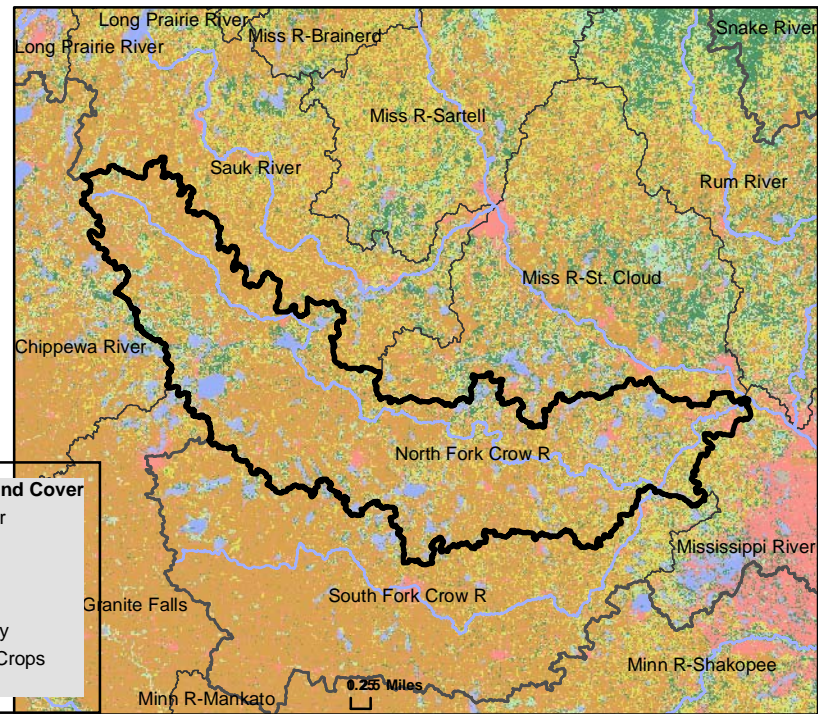 Long Prairie River
Long Prairie River
Miss R-Brainerd
Snake River
Miss R-Sartell
Sauk River
Rum River
Miss R-St. Cloud
Chippewa River
North Fork Crow R
nd Cover
r
Mississippi River
South Fork Crow R
Granite Falls
y
Crops
Minn R-Shakopee
Miles
Minn R-Mankato